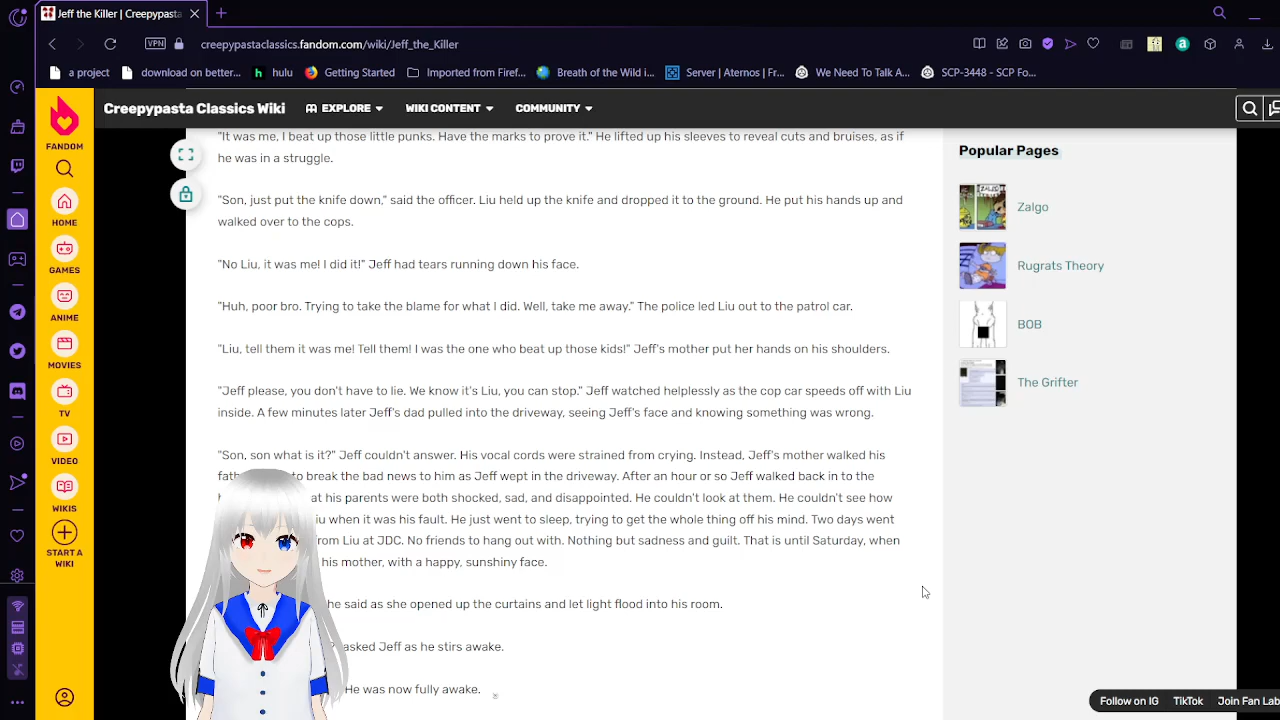 Jeff the Killer | Creepypasta
VPN
creepypastaclassics.fandom.com/wiki/Jeff_the_Killer
a project
download on better...
hulu
Getting Started
Imported from Firef...
Breath of the Wild i...
Server | Aternos | Fr...
We Need To Talk A...
SCP-3448 - SCP Fo...
Creepypasta Classics Wiki
EXPLORE
WIKI CONTENT
COMMUNITY
FANDOM
HOME
GAMES
ANIME
MOVIES
TV
VIDEO
WIKIS
START A
WIKI
"It was me, I beat up those little punks. Have the marks to prove it." He lifted up his sleeves to reveal cuts and bruises, as if
he was in a struggle.
"Son, just put the knife down," said the officer. Liu held up the knife and dropped it to the ground. He put his hands up and
walked over to the cops.
"No Liu, it was me! I did it!" Jeff had tears running down his face.
"Huh, poor bro. Trying to take the blame for what I did. Well, take me away." The police led Liu out to the patrol car.
"Liu, tell them it was me! Tell them! I was the one who beat up those kids!" Jeff's mother put her hands on his shoulders.
"Jeff please, you don't have to lie. We know it's Liu, you can stop." Jeff watched helplessly as the cop car speeds off with Liu
inside. A few minutes later Jeff's dad pulled into the driveway, seeing Jeff's face and knowing something was wrong.
"Son, son what is it?" Jeff couldn't answer. His vocal cords were strained from crying. Instead, Jeff's mother walked his
to break the bad news to him as Jeff wept in the driveway. After an hour or so Jeff walked back in to the
at his parents were both shocked, sad, and disappointed. He couldn't look at them. He couldn't see how
iu when it was his fault. He just went to sleep, trying to get the whole thing off his mind. Two days went
rom Liu at JDC. No friends to hang out with. Nothing but sadness and guilt. That is until Saturday, when
his mother, with a happy, sunshiny face.
he said as she opened up the curtains and let light flood into his room.
asked Jeff as he stirs awake.
He was now fully awake.
Popular Pages
Zalgo
Rugrats Theory
BOB
The Grifter
Follow on IG
TikTok
Join Fan Lab